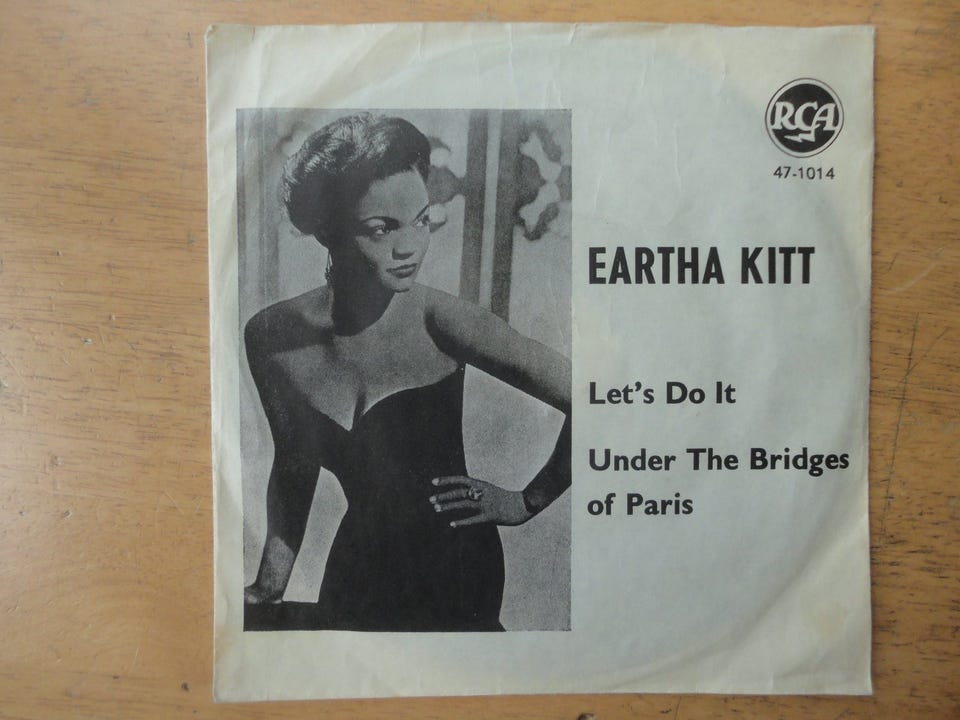 RCA
47-1014
EARTHA KITT
Let's Do It
Under The Bridges
of Paris